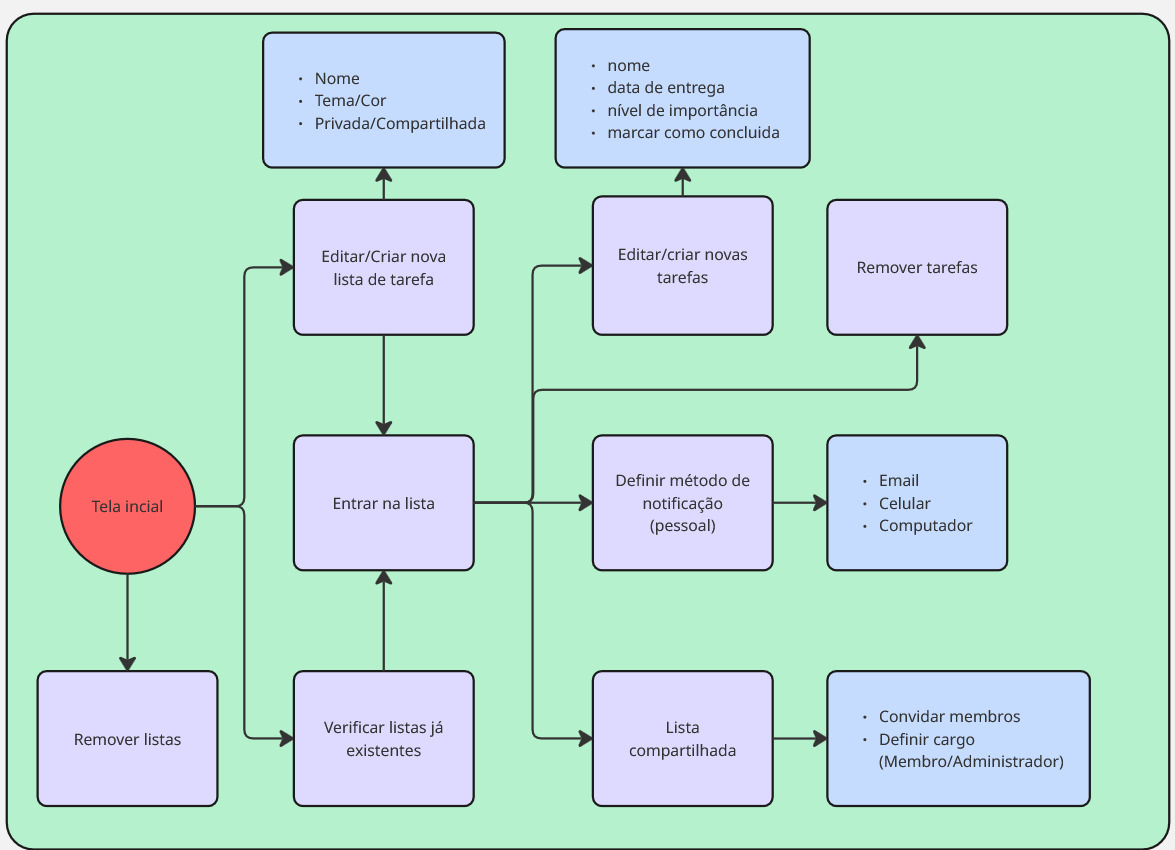 • Nome
• Tema/Cor
• Privada/Compartilhada
• nome
• data de entrega
• nível de importância
• marcar como concluida
Editar/Criar nova
lista de tarefa
Editar/criar novas
tarefas
Remover tarefas
Tela incial
Entrar na lista
Definir método de
notificação
(pessoal)
• Email
• Celular
• Computador
Remover listas
Verificar listas já
existentes
Lista
compartilhada
• Convidar membros
• Definir cargo
(Membro/Administrador)